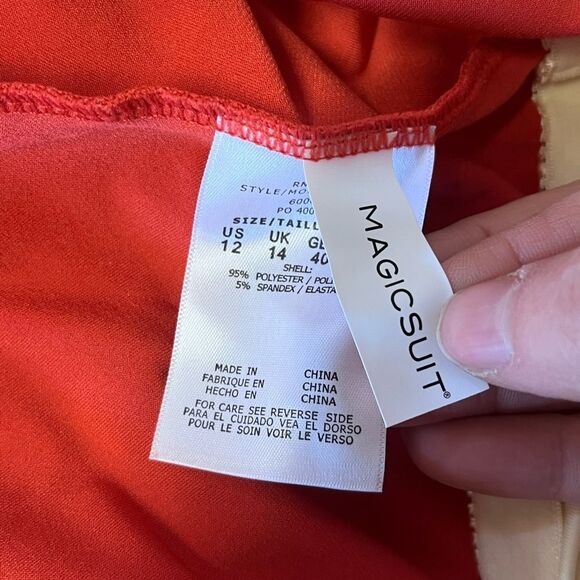 RN
STYLE/MO
6000
PO 400
SIZE/TAILL
US UK GE
12 14 40
SHELL:
95% POLYESTER / POL
5% SPANDEX / ELASTA
MADE IN CHINA
FABRIQUE EN CHINA
HECHO EN CHINA
FOR CARE SEE REVERSE SIDE
PARA EL CUIDADO VEA EL DORSO
POUR LE SOIN VOIR LE VERSO
MAGICSUIT®